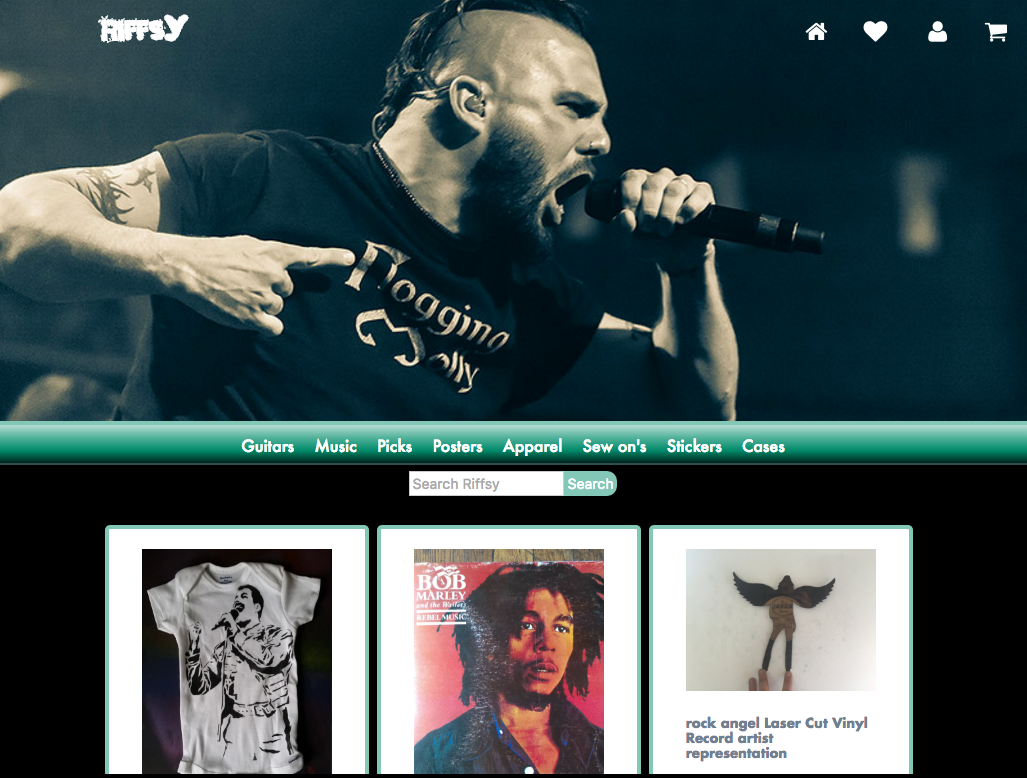 RIFFSY
Flogging
Molly
Guitars Music Picks Posters Apparel Sew on's Stickers Cases
Search Riffsy Search
BOB
MARLEY
and the Wailers
REBEL MUSIC
rock angel Laser Cut Vinyl
Record artist
representation